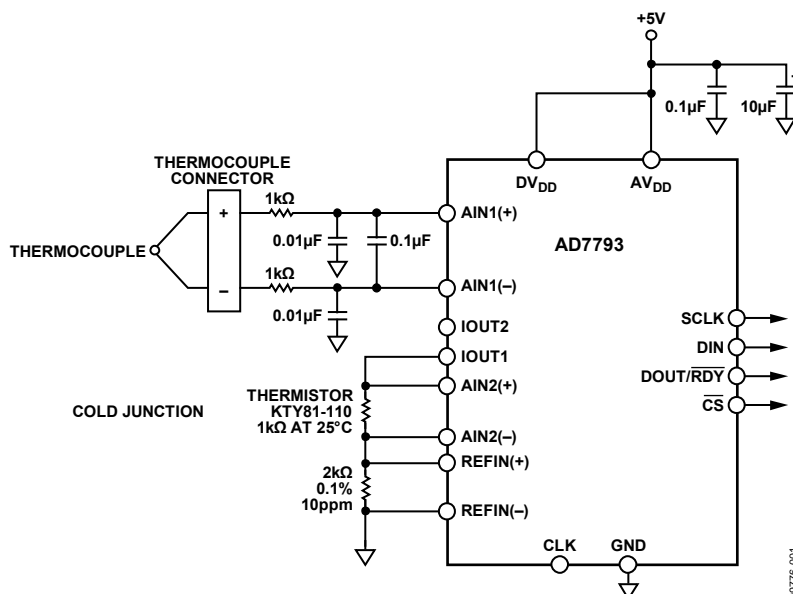 +5V
0.1µF
10µF
+
THERMOCOUPLE
CONNECTOR
DVDD
AVDD
1kΩ
+
AIN1(+)
AD7793
0.01µF
0.1µF
THERMOCOUPLE
1kΩ
–
AIN1(–)
0.01µF
IOUT2
SCLK
IOUT1
DIN
DOUT/RDY
THERMISTOR
KTY81-110
1kΩ AT 25°C
AIN2(+)
CS
COLD JUNCTION
AIN2(–)
REFIN(+)
2kΩ
0.1%
10ppm
REFIN(–)
CLK
GND